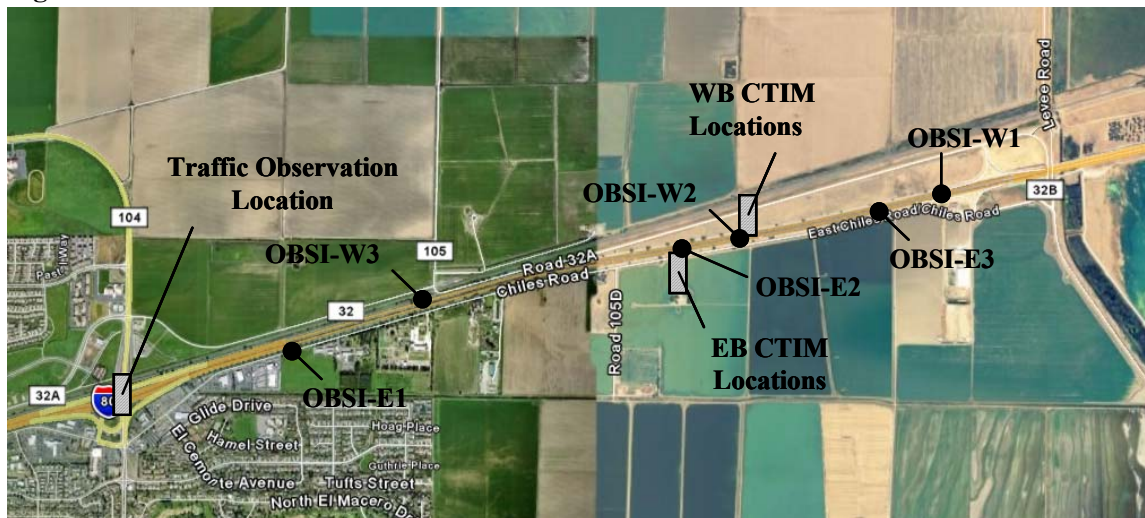 Levee Road
WB CTIM
Locations
OBSI-W1
Traffic Observation
Location
OBSI-W2
32B
104
East Chiles Road/Chiles Road
105
OBSI-W3
OBSI-E3
Road 32A
Chiles Road
OBSI-E2
32
Road 105D
EB CTIM
Locations
32A
80
OBSI-E1
Glide Drive
Hoag Place
Hamel Street
El Cemonte Avenue
Guthrie Place
Tufts Street
North El Macero